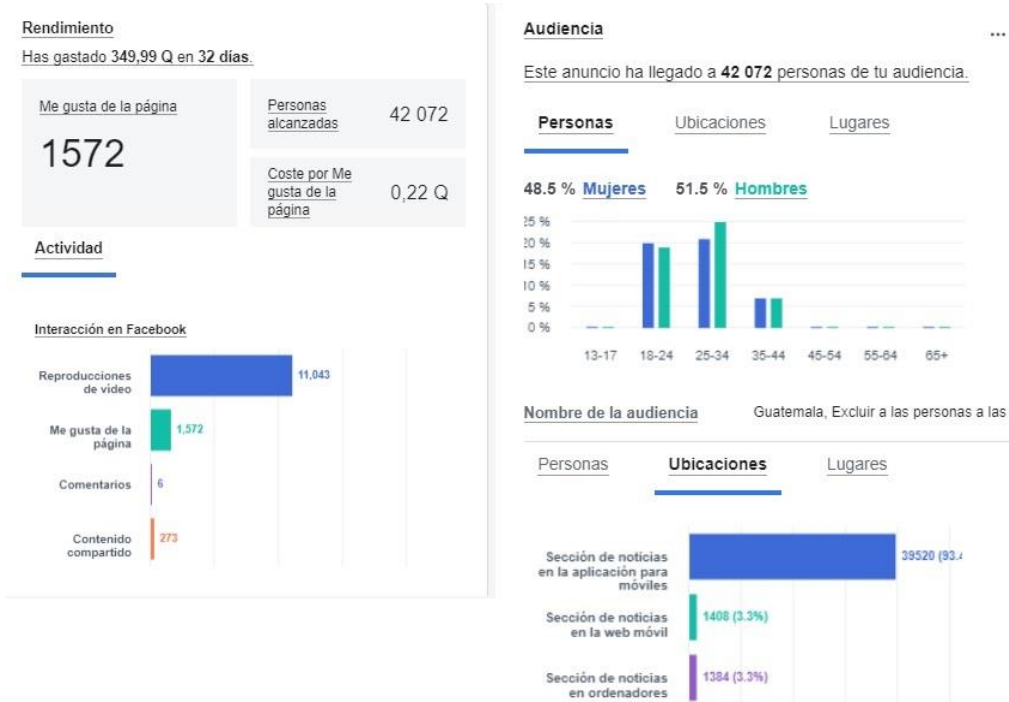 Rendimiento
Has gastado 349,99 Q en 32 días.
Me gusta de la página
1572
Personas
alcanzadas
42 072
Coste por Me
gusta de la
página
0,22 Q
Actividad
Interacción en Facebook
Reproducciones
de vídeo
11,043
Me gusta de la
página
1,572
Comentarios
6
Contenido
compartido
273
Audiencia
...
Este anuncio ha llegado a 42 072 personas de tu audiencia.
Personas
Ubicaciones
Lugares
48.5 % Mujeres
51.5 % Hombres
25 %
20 %
15 %
10 %
5 %
0 %
13-17
18-24
25-34
35-44
45-54
55-64
65+
Nombre de la audiencia
Guatemala, Excluir a las personas a las
Personas
Ubicaciones
Lugares
Sección de noticias
en la aplicación para
móviles
39520 (93.4
Sección de noticias
en la web móvil
1408 (3.3%)
Sección de noticias
en ordenadores
1384 (3.3%)